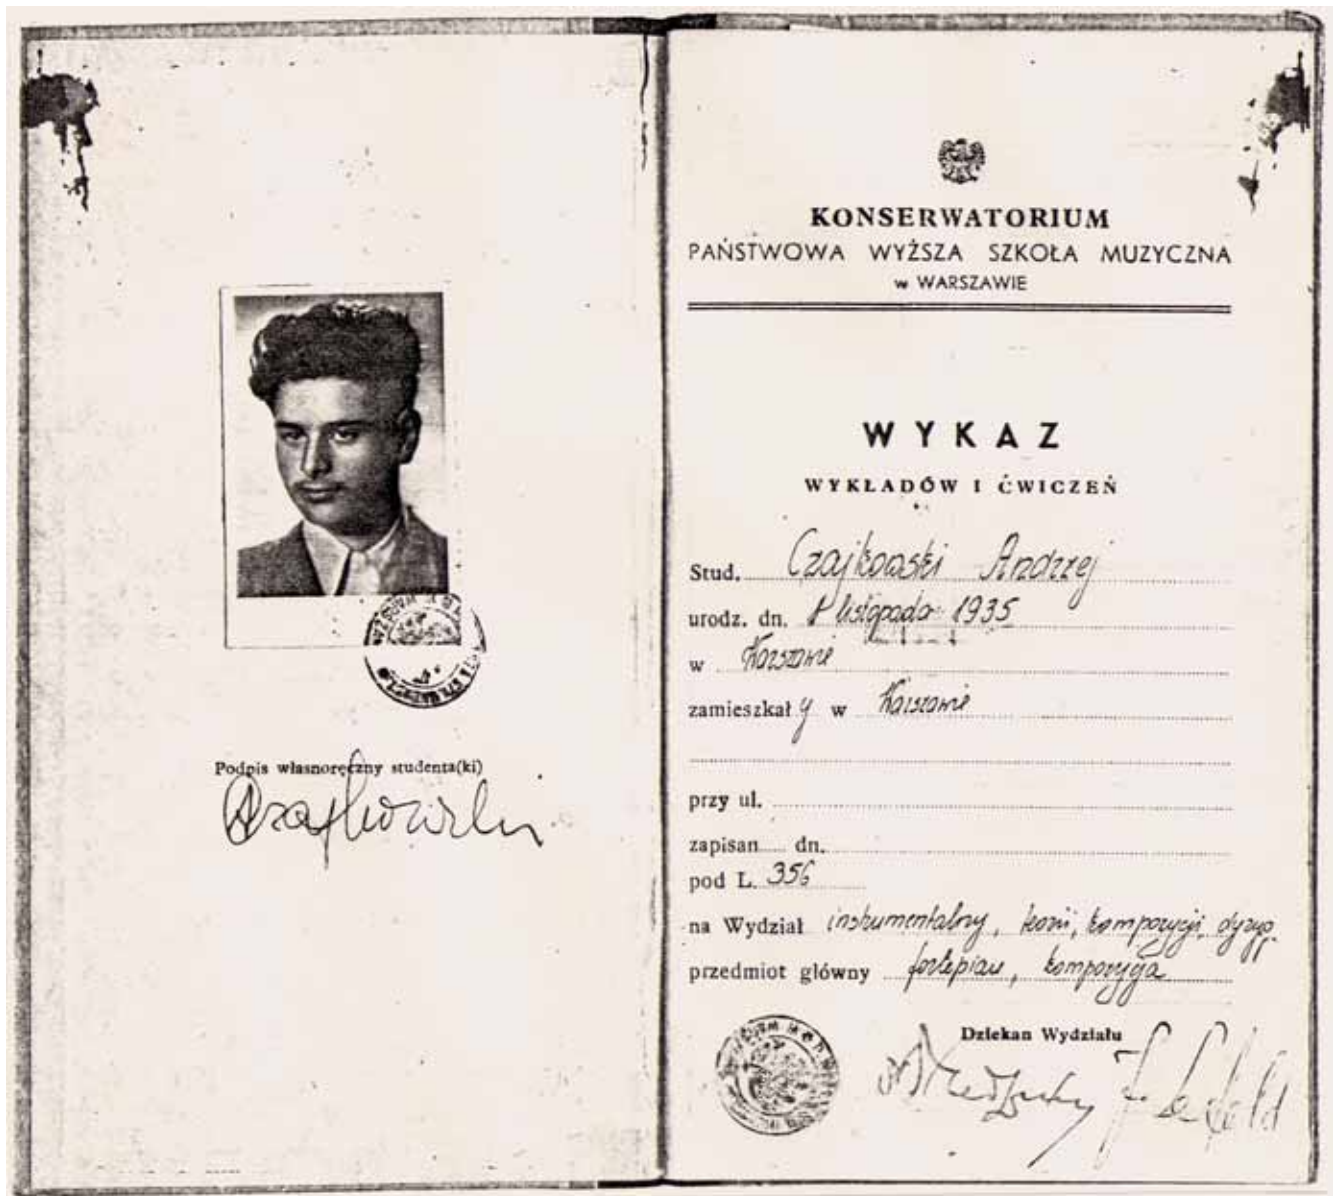 Podpis własnoręczny studenta(ki)
KONSERWATORIUM
PAŃSTWOWA WYŻSZA SZKOŁA MUZYCZNA
w WARSZAWIE
WYKAZ
WYKŁADÓW I ĆWICZEŃ
Stud. Czajkowski Andrzej
urodz. dn. 1 listopada 1935
w Warszawie
zamieszkał y w Warszawie
przy ul.
zapisan dn.
pod L. 356
na Wydział instrumentalny, teorii, kompozycji, dyryg.
przedmiot główny fortepian, kompozycja
Dziekan Wydziału